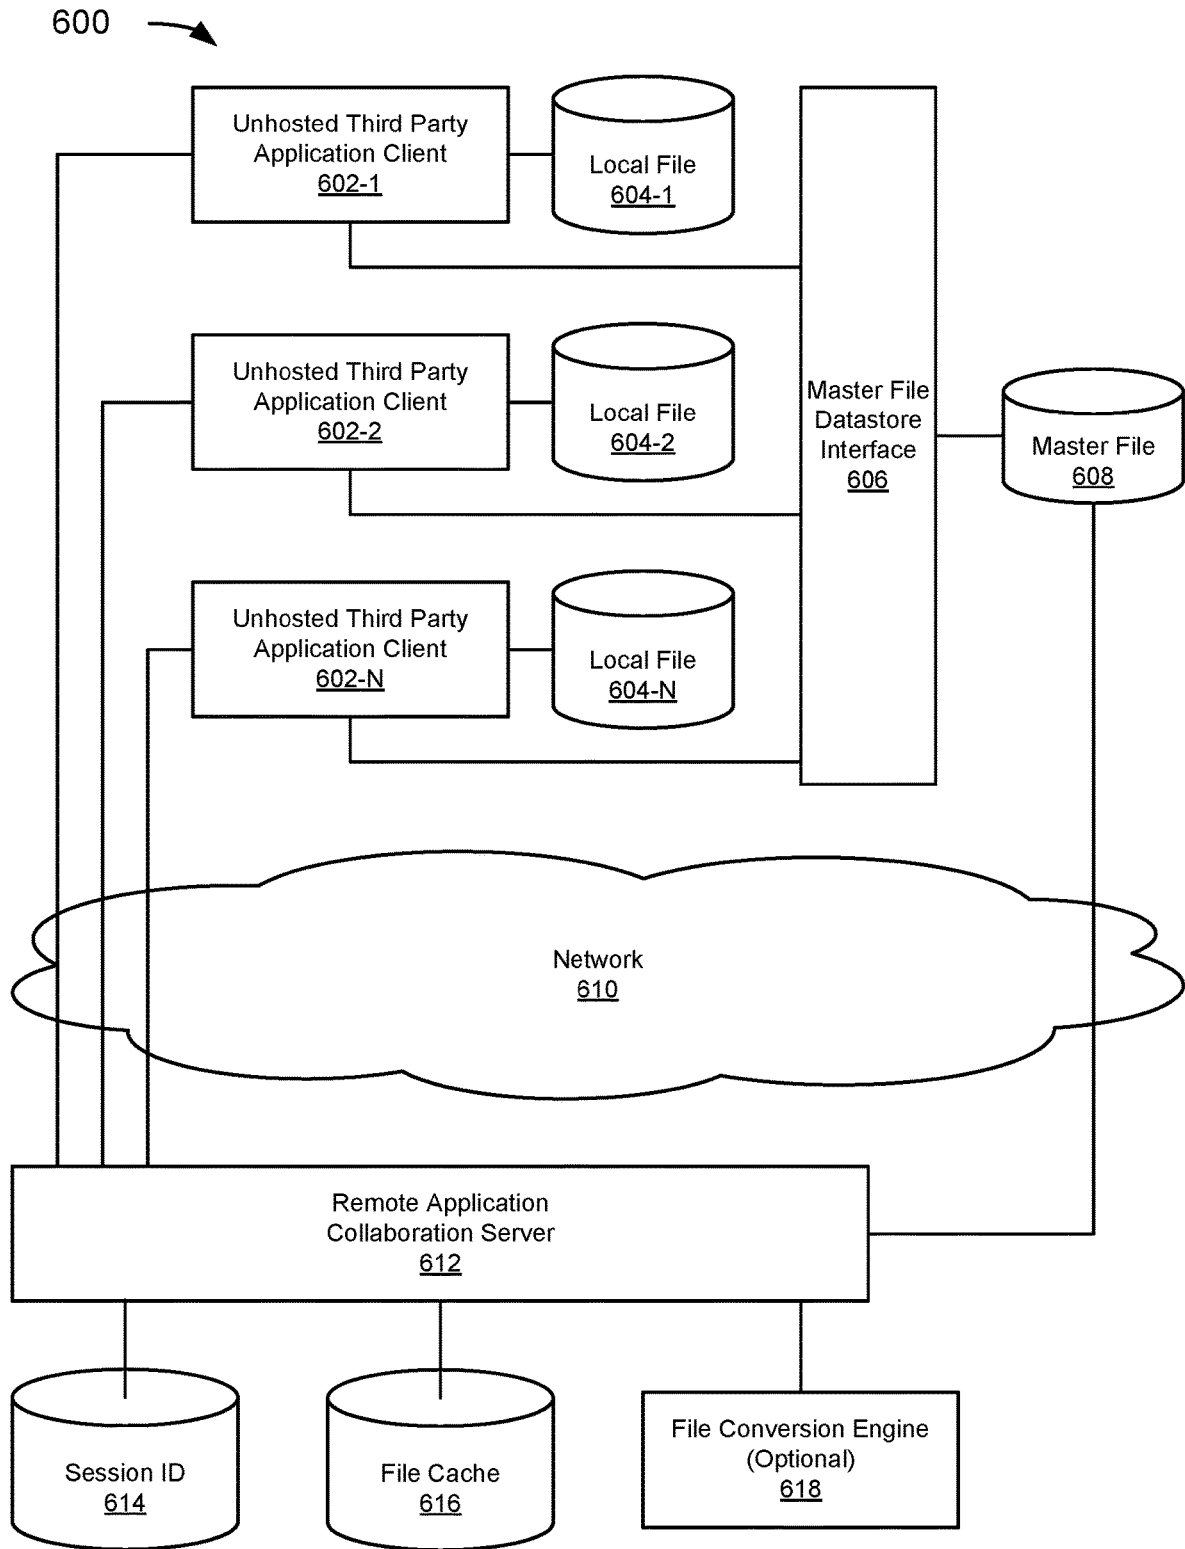 600
Unhosted Third Party
Application Client
602-1
Local File
604-1
Unhosted Third Party
Application Client
602-2
Local File
604-2
Master File
Datastore
Interface
606
Master File
608
Unhosted Third Party
Application Client
602-N
Local File
604-N
Network
610
Remote Application
Collaboration Server
612
Session ID
614
File Cache
616
File Conversion Engine
(Optional)
618